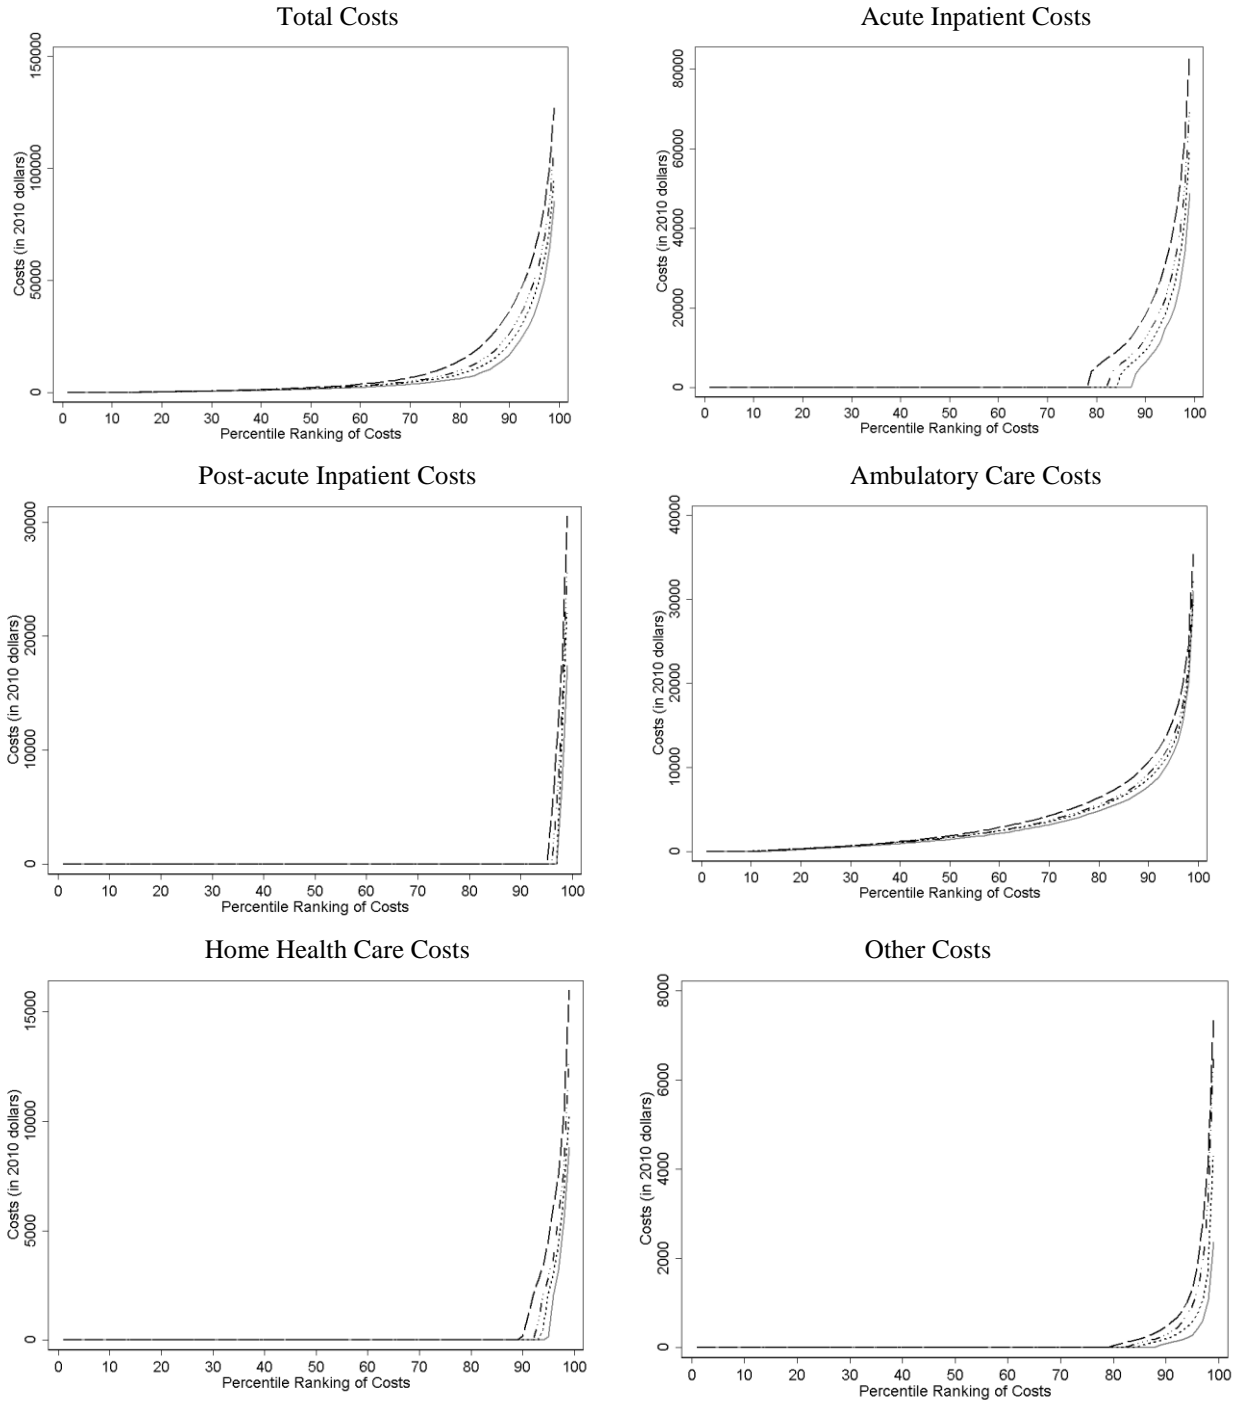 Total Costs
Costs (in 2010 dollars)
150000
100000
50000
0
0 10 20 30 40 50 60 70 80 90 100
Percentile Ranking of Costs
Acute Inpatient Costs
Costs (in 2010 dollars)
80000
60000
40000
20000
0
0 10 20 30 40 50 60 70 80 90 100
Percentile Ranking of Costs
Post-acute Inpatient Costs
Costs (in 2010 dollars)
30000
20000
10000
0
0 10 20 30 40 50 60 70 80 90 100
Percentile Ranking of Costs
Ambulatory Care Costs
Costs (in 2010 dollars)
40000
30000
20000
10000
0
0 10 20 30 40 50 60 70 80 90 100
Percentile Ranking of Costs
Home Health Care Costs
Costs (in 2010 dollars)
15000
10000
5000
0
0 10 20 30 40 50 60 70 80 90 100
Percentile Ranking of Costs
Other Costs
Costs (in 2010 dollars)
8000
6000
4000
2000
0
0 10 20 30 40 50 60 70 80 90 100
Percentile Ranking of Costs